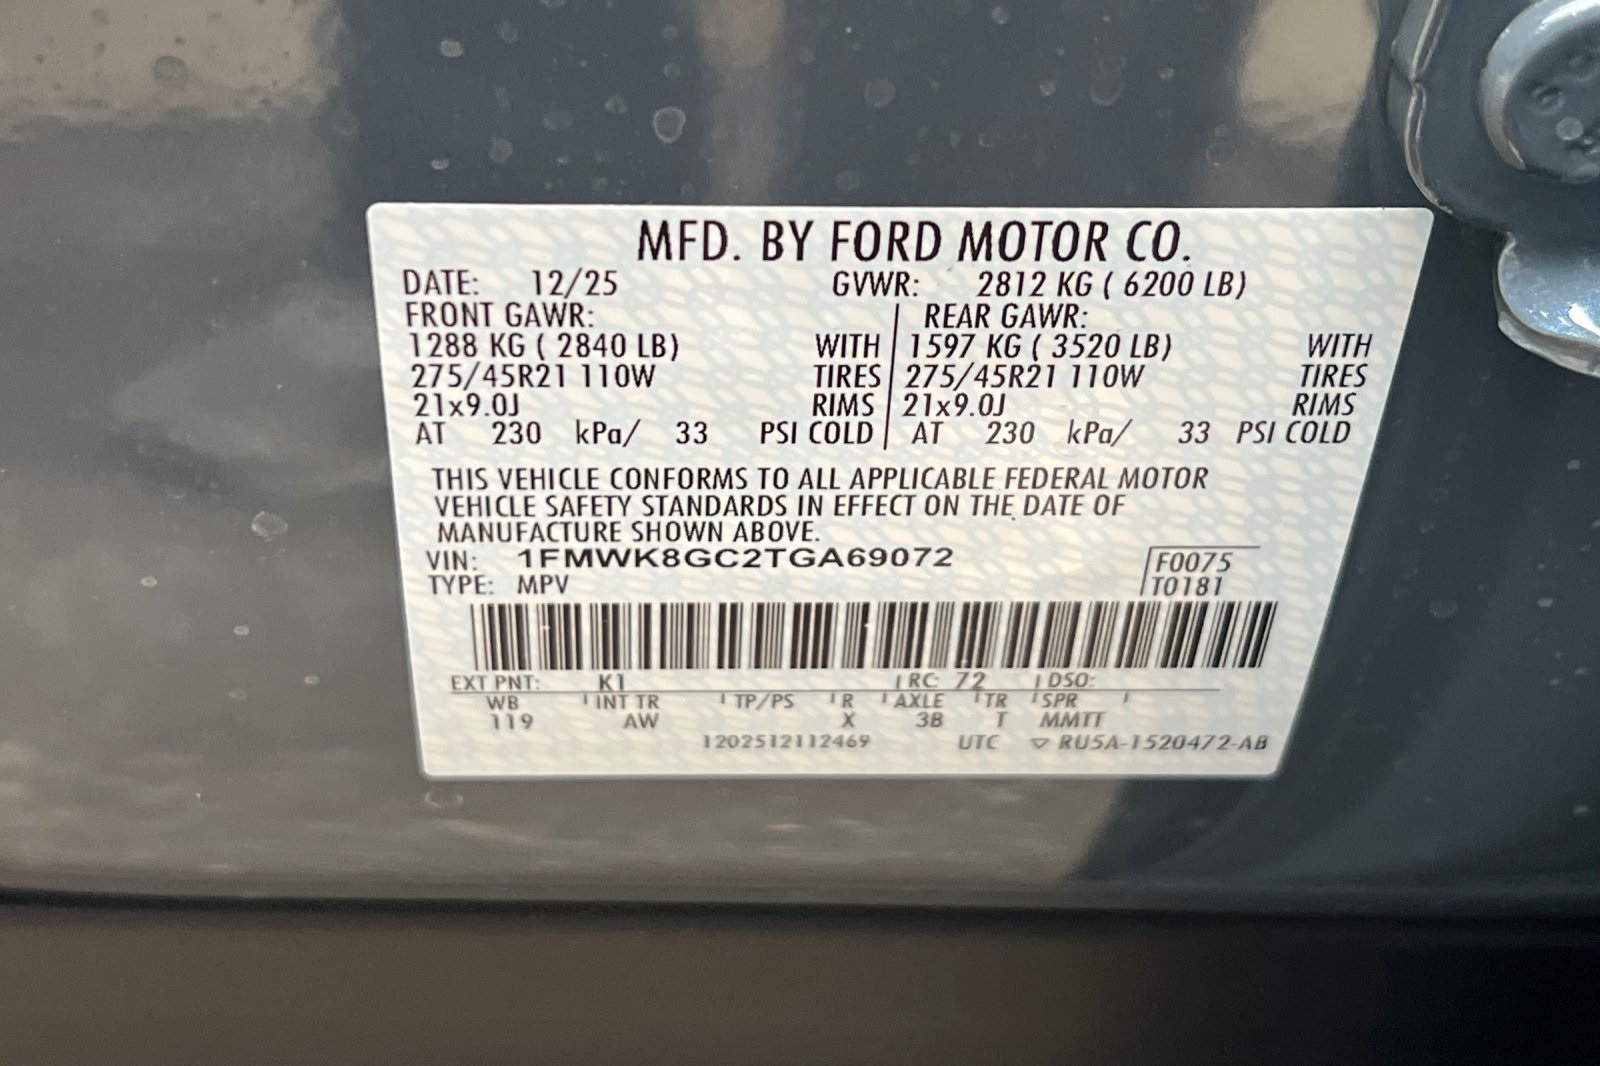 MFD. BY FORD MOTOR CO.
DATE: 12/25 GVWR: 2812 KG ( 6200 LB)
FRONT GAWR: REAR GAWR:
1288 KG ( 2840 LB) WITH 1597 KG ( 3520 LB) WITH
275/45R21 110W TIRES 275/45R21 110W TIRES
21x9.0J RIMS 21x9.0J RIMS
AT 230 kPa/ 33 PSI COLD AT 230 kPa/ 33 PSI COLD
THIS VEHICLE CONFORMS TO ALL APPLICABLE FEDERAL MOTOR
VEHICLE SAFETY STANDARDS IN EFFECT ON THE DATE OF
MANUFACTURE SHOWN ABOVE.
VIN: 1FMWK8GC2TGA69072 F0075
TYPE: MPV T0181
EXT PNT: K1 RC: 72 DSO:
WB INT TR TP/PS R AXLE TR SPR
119 AW X 3B T MMTT
1202512112469 UTC ▽ RU5A-1520472-AB